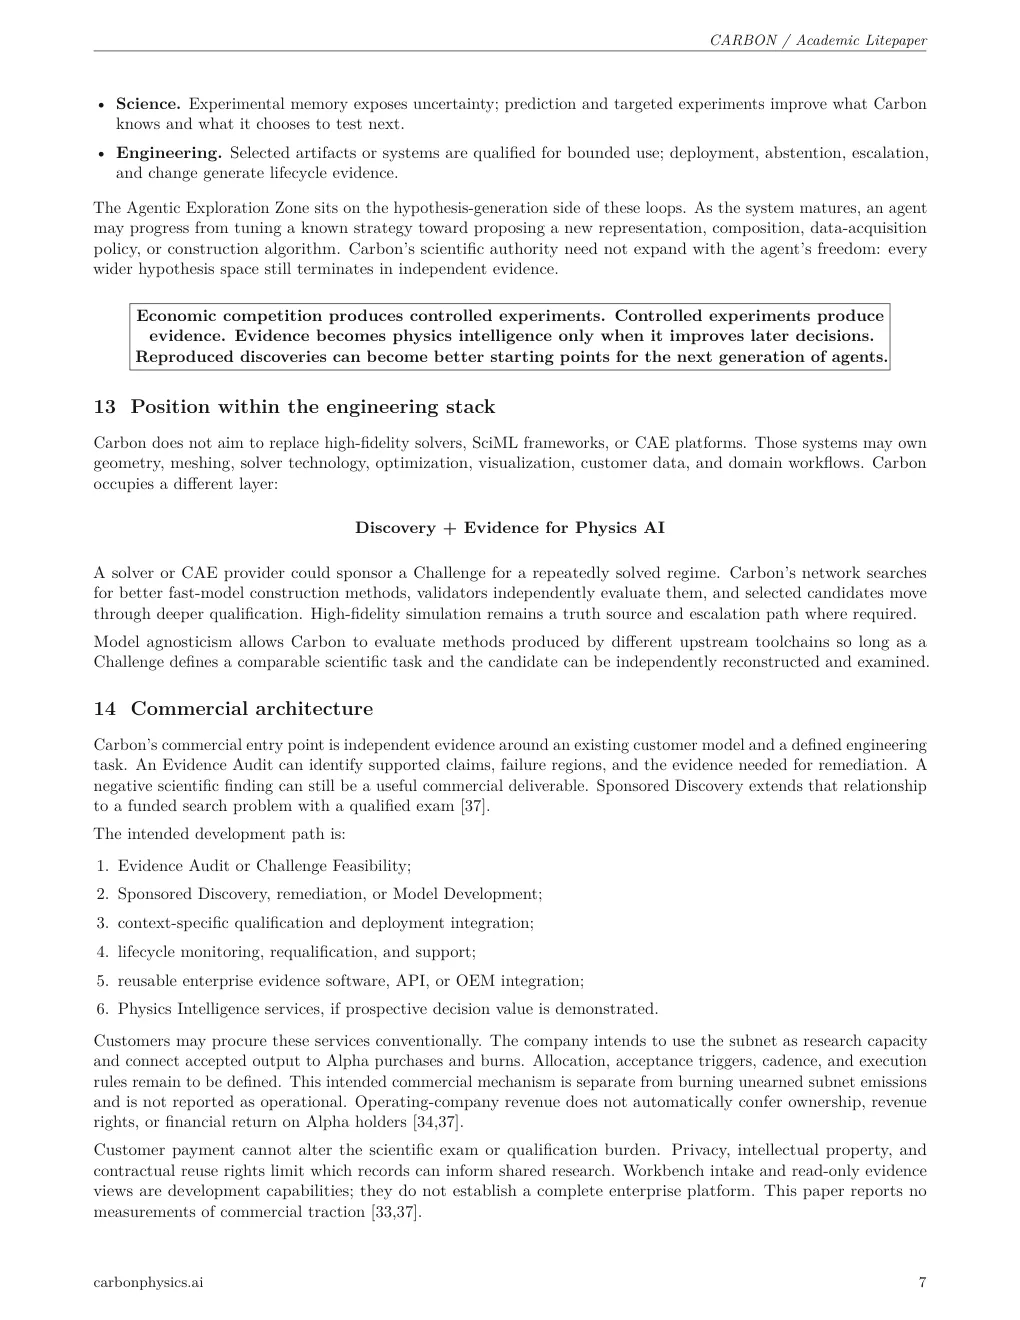 CARBON / Academic Litepaper
• Science. Experimental memory exposes uncertainty; prediction and targeted experiments improve what Carbon
knows and what it chooses to test next.
• Engineering. Selected artifacts or systems are qualified for bounded use; deployment, abstention, escalation,
and change generate lifecycle evidence.
The Agentic Exploration Zone sits on the hypothesis-generation side of these loops. As the system matures, an agent
may progress from tuning a known strategy toward proposing a new representation, composition, data-acquisition
policy, or construction algorithm. Carbon's scientific authority need not expand with the agent's freedom: every
wider hypothesis space still terminates in independent evidence.
Economic competition produces controlled experiments. Controlled experiments produce
evidence. Evidence becomes physics intelligence only when it improves later decisions.
Reproduced discoveries can become better starting points for the next generation of agents.
13 Position within the engineering stack
Carbon does not aim to replace high-fidelity solvers, SciML frameworks, or CAE platforms. Those systems may own
geometry, meshing, solver technology, optimization, visualization, customer data, and domain workflows. Carbon
occupies a different layer:
Discovery + Evidence for Physics AI
A solver or CAE provider could sponsor a Challenge for a repeatedly solved regime. Carbon's network searches
for better fast-model construction methods, validators independently evaluate them, and selected candidates move
through deeper qualification. High-fidelity simulation remains a truth source and escalation path where required.
Model agnosticism allows Carbon to evaluate methods produced by different upstream toolchains so long as a
Challenge defines a comparable scientific task and the candidate can be independently reconstructed and examined.
14 Commercial architecture
Carbon's commercial entry point is independent evidence around an existing customer model and a defined engineering
task. An Evidence Audit can identify supported claims, failure regions, and the evidence needed for remediation. A
negative scientific finding can still be a useful commercial deliverable. Sponsored Discovery extends that relationship
to a funded search problem with a qualified exam [37].
The intended development path is:
1. Evidence Audit or Challenge Feasibility;
2. Sponsored Discovery, remediation, or Model Development;
3. context-specific qualification and deployment integration;
4. lifecycle monitoring, requalification, and support;
5. reusable enterprise evidence software, API, or OEM integration;
6. Physics Intelligence services, if prospective decision value is demonstrated.
Customers may procure these services conventionally. The company intends to use the subnet as research capacity
and connect accepted output to Alpha purchases and burns. Allocation, acceptance triggers, cadence, and execution
rules remain to be defined. This intended commercial mechanism is separate from burning unearned subnet emissions
and is not reported as operational. Operating-company revenue does not automatically confer ownership, revenue
rights, or financial return on Alpha holders [34,37].
Customer payment cannot alter the scientific exam or qualification burden. Privacy, intellectual property, and
contractual reuse rights limit which records can inform shared research. Workbench intake and read-only evidence
views are development capabilities; they do not establish a complete enterprise platform. This paper reports no
measurements of commercial traction [33,37].
carbonphysics.ai
7